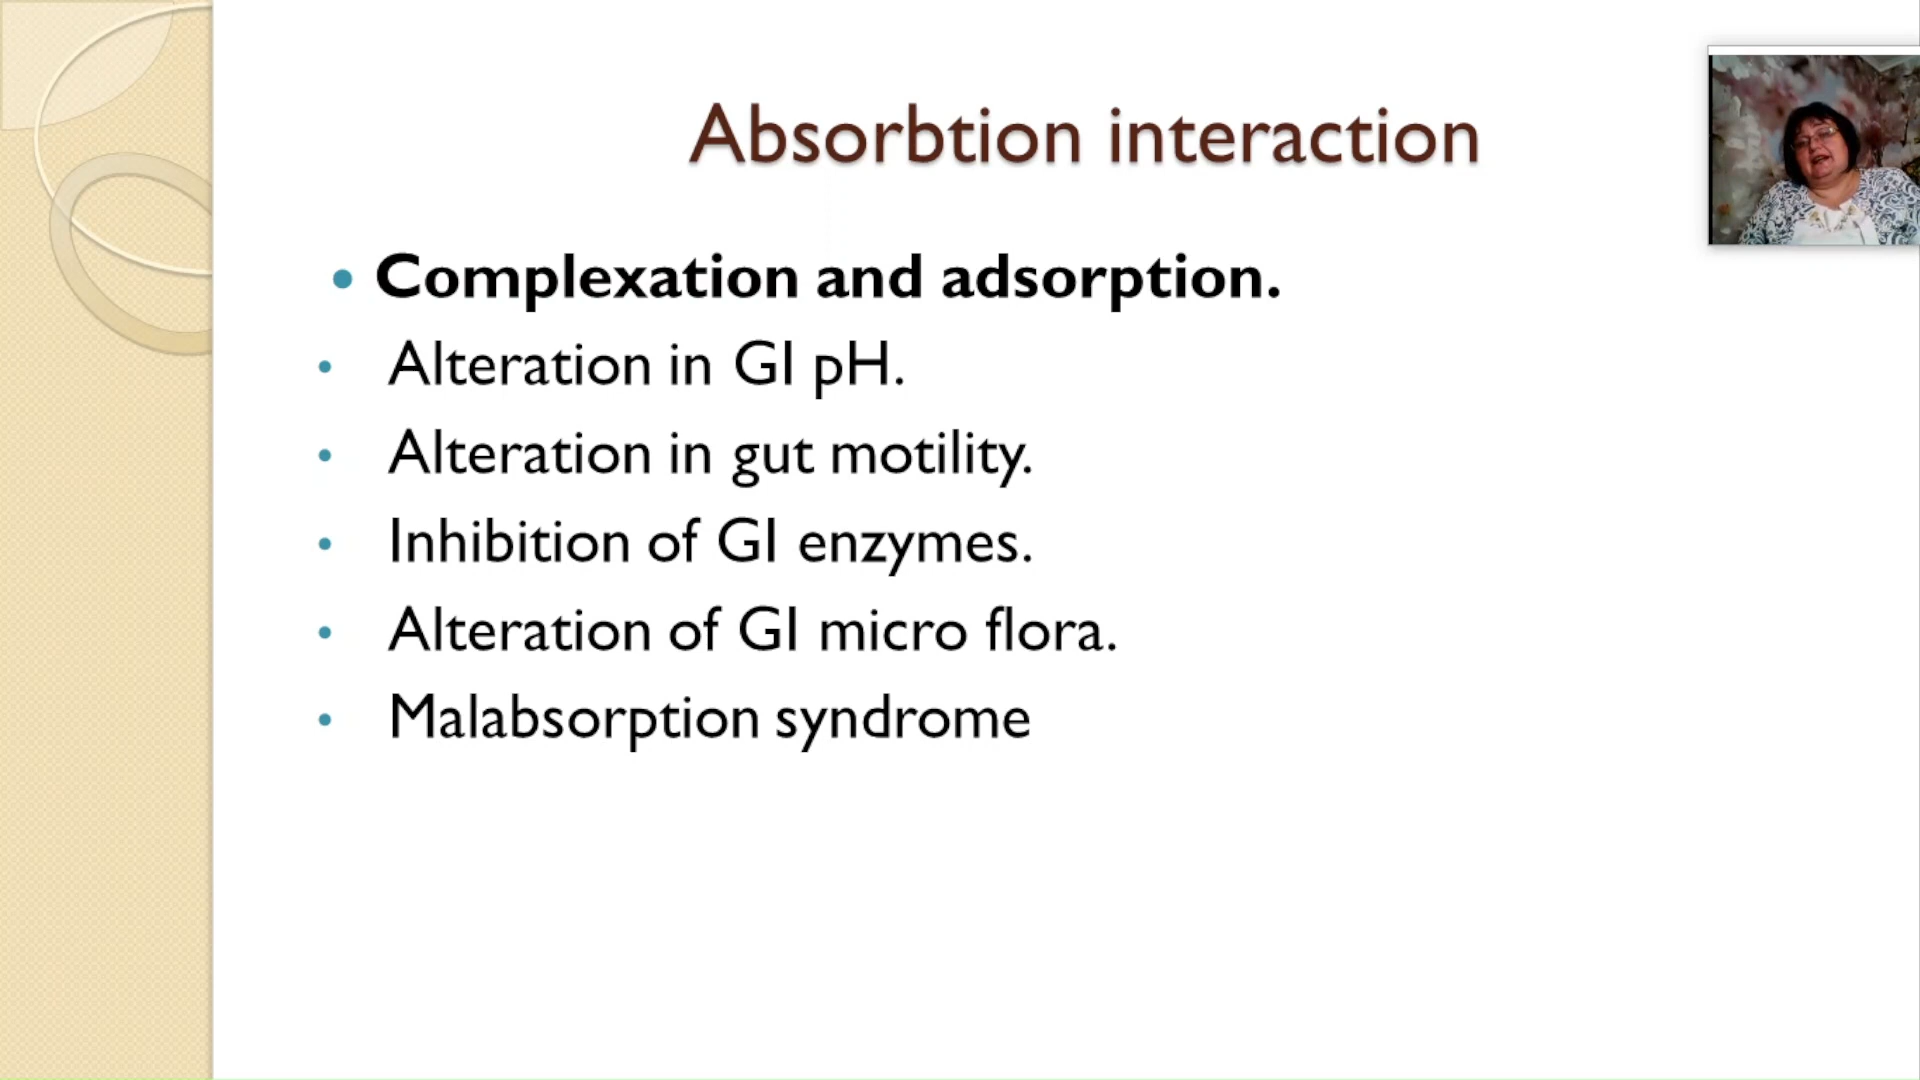 Absorbtion interaction
• Complexation and adsorption.
• Alteration in GI pH.
• Alteration in gut motility.
• Inhibition of GI enzymes.
• Alteration of GI micro flora.
• Malabsorption syndrome